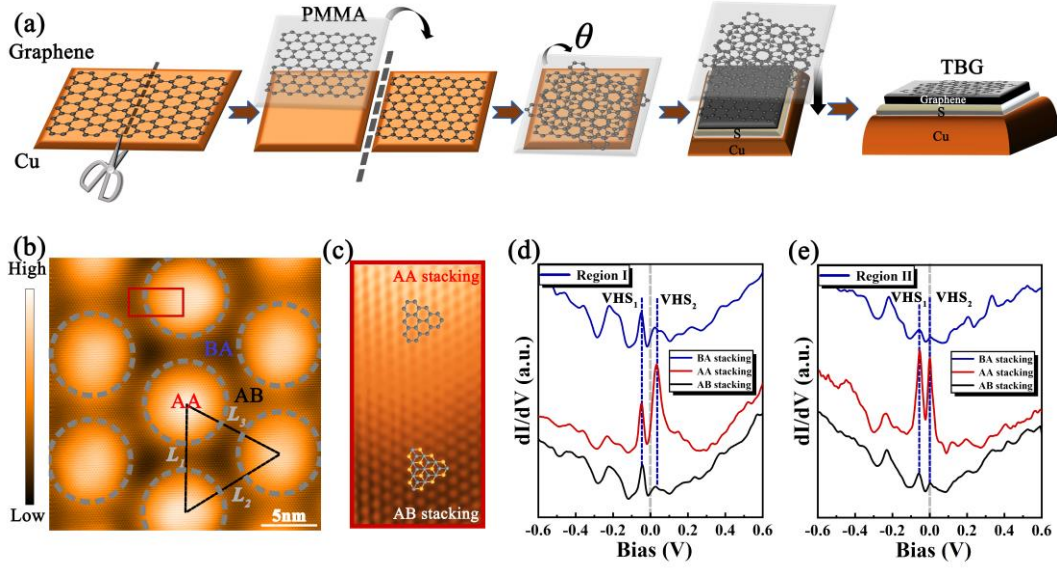 (a)
PMMA
Graphene
θ
TBG
Graphene
S
Cu
S
Cu
Cu
(b)
High
Low
BA
AA
AB
L3
L1
L2
5nm
(c)
AA stacking
AB stacking
(d)
Region I
VHS1
VHS2
BA stacking
AA stacking
AB stacking
dI/dV (a.u.)
-0.6 -0.4 -0.2 0.0 0.2 0.4 0.6
Bias (V)
(e)
Region II
VHS1
VHS2
BA stacking
AA stacking
AB stacking
dI/dV (a.u.)
-0.6 -0.4 -0.2 0.0 0.2 0.4 0.6
Bias (V)